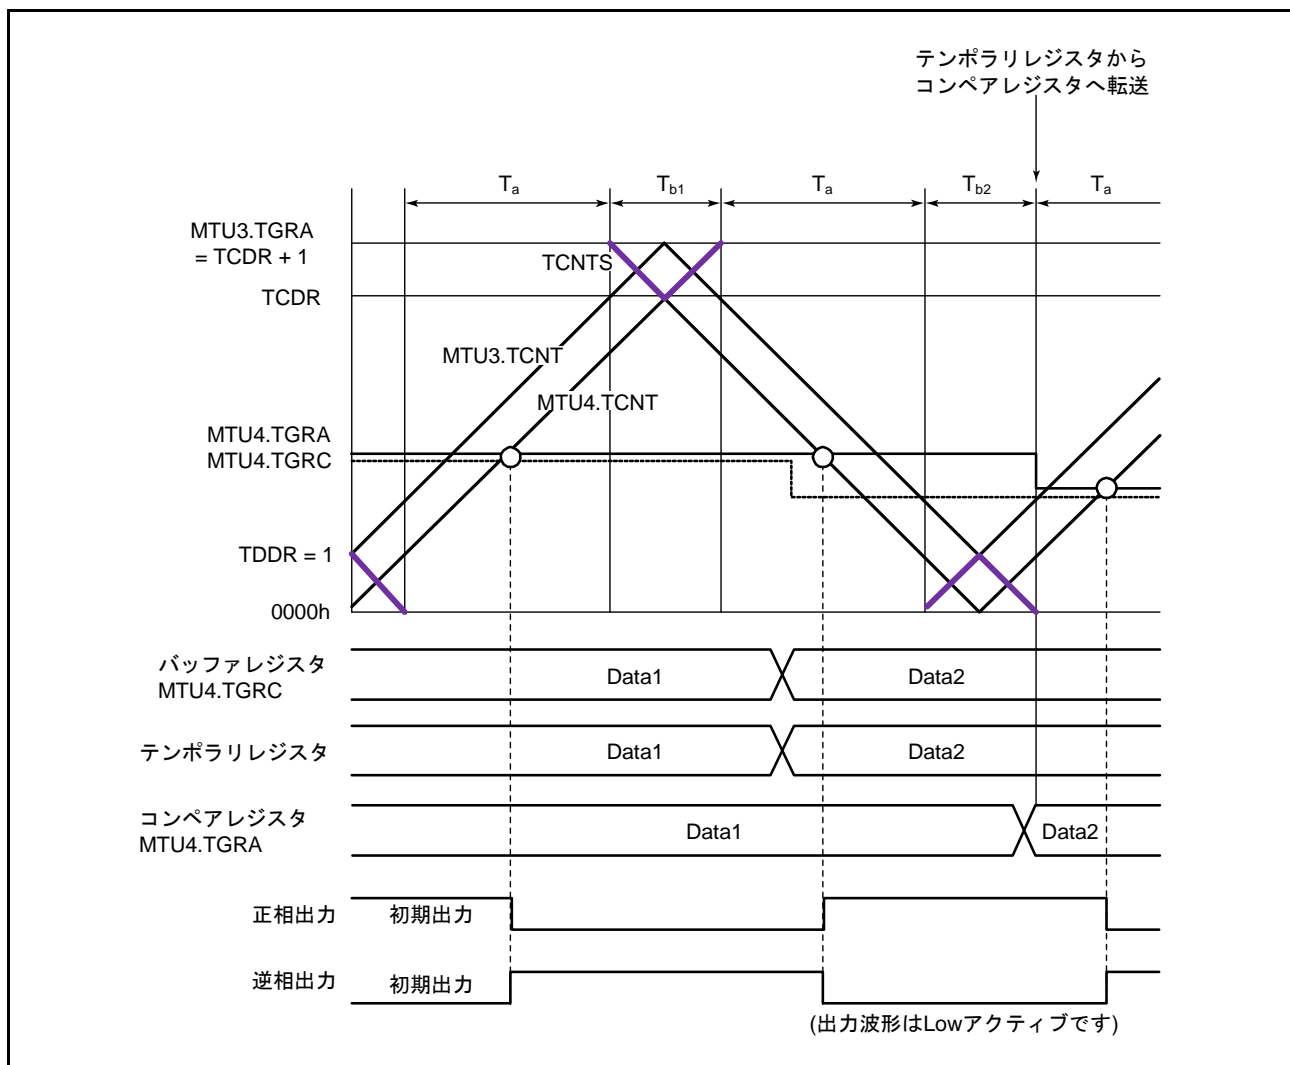 テンポラリレジスタから
コンペアレジスタへ転送
Ta Tb1 Ta Tb2 Ta
MTU3.TGRA
= TCDR + 1
TCNTS
TCDR
MTU3.TCNT
MTU4.TCNT
MTU4.TGRA
MTU4.TGRC
TDDR = 1
0000h
バッファレジスタ
MTU4.TGRC
Data1 Data2
テンポラリレジスタ Data1 Data2
コンペアレジスタ
MTU4.TGRA
Data1 Data2
正相出力 初期出力
逆相出力 初期出力
(出力波形はLowアクティブです)